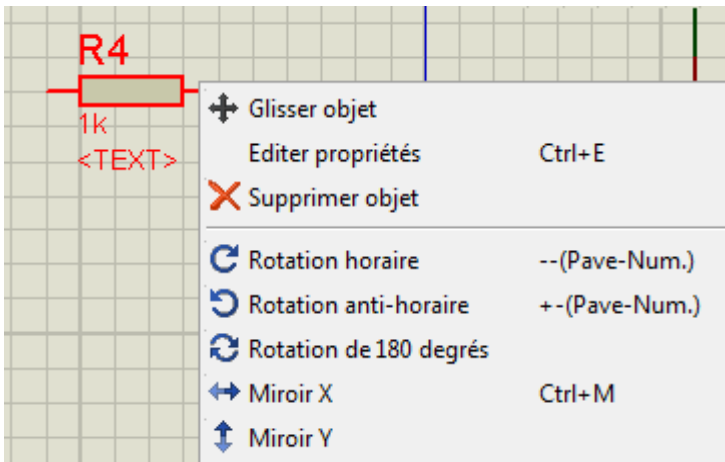 R4
1k
<TEXT>
Glisser objet
Editer propriétés Ctrl+E
Supprimer objet
Rotation horaire --(Pave-Num.)
Rotation anti-horaire +-(Pave-Num.)
Rotation de 180 degrés
Miroir X Ctrl+M
Miroir Y